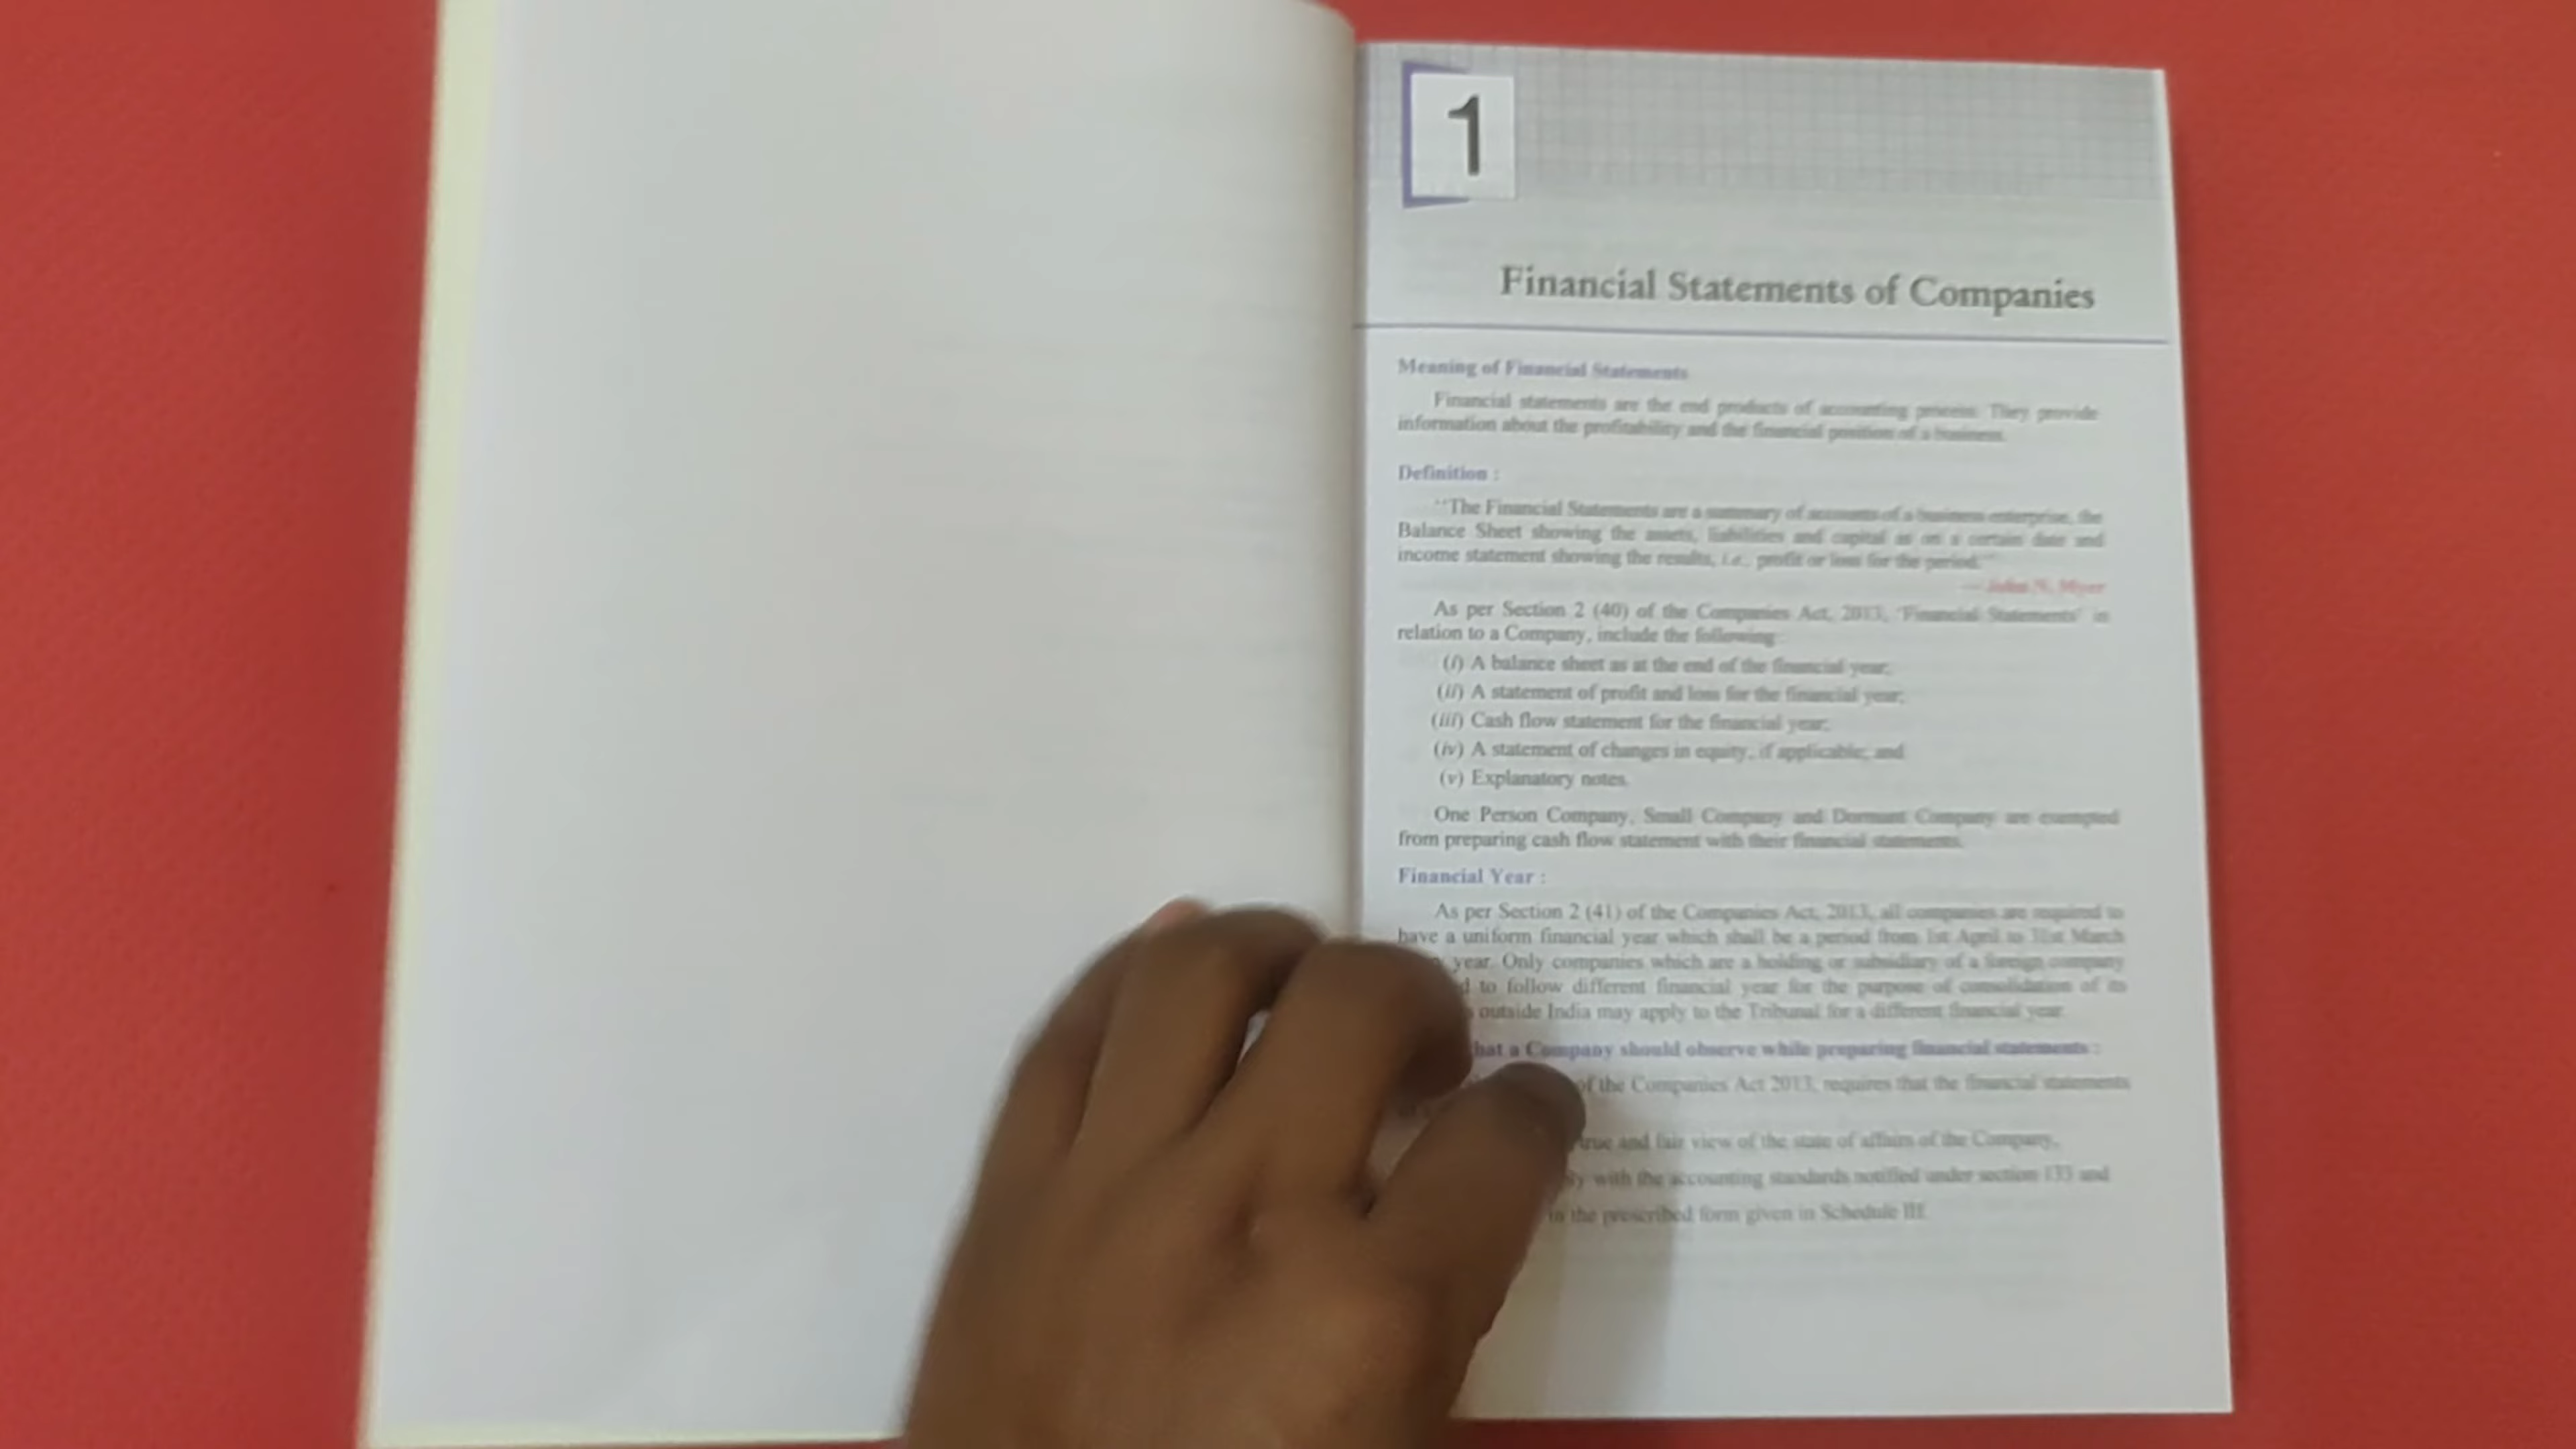 1
Financial Statements of Companies
Meaning of Financial Statements
Financial statements are the end products of accounting process. They provide
information about the profitability and the financial position of a business.
Definition :
"The Financial Statements are a summary of accounts of a business enterprise, the
Balance Sheet showing the assets, liabilities and capital as on a certain date and
income statement showing the results, i.e., profit or loss for the period."
— John N. Myer
As per Section 2 (40) of the Companies Act, 2013, 'Financial Statements' in
relation to a Company, include the following:
(i) A balance sheet as at the end of the financial year;
(ii) A statement of profit and loss for the financial year;
(iii) Cash flow statement for the financial year;
(iv) A statement of changes in equity, if applicable; and
(v) Explanatory notes.
One Person Company, Small Company and Dormant Company are exempted
from preparing cash flow statement with their financial statements.
Financial Year :
As per Section 2 (41) of the Companies Act, 2013, all companies are required to
have a uniform financial year which shall be a period from 1st April to 31st March
year. Only companies which are a holding or subsidiary of a foreign company
to follow different financial year for the purpose of consolidation of its
outside India may apply to the Tribunal for a different financial year.
hat a Company should observe while preparing financial statements :
of the Companies Act 2013, requires that the financial statements
true and fair view of the state of affairs of the Company,
with the accounting standards notified under section 133 and
in the prescribed form given in Schedule III.